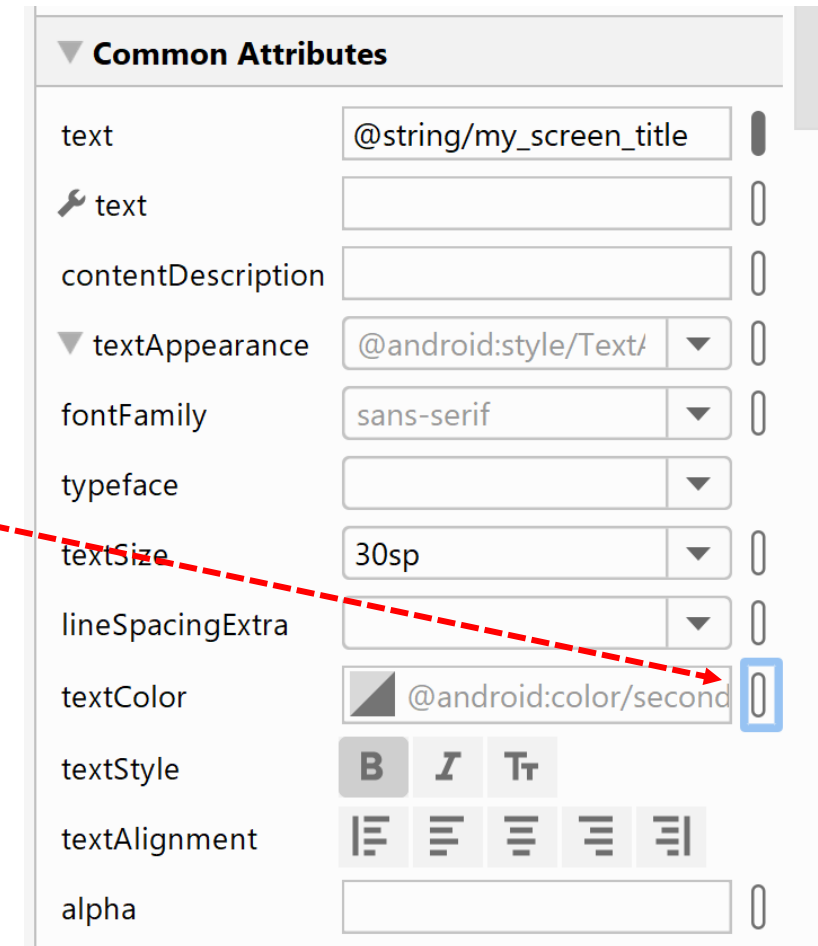 Common Attributes
text @string/my_screen_title
text
contentDescription
textAppearance @android:style/TextA
fontFamily sans-serif
typeface
textSize 30sp
lineSpacingExtra
textColor @android:color/second
textStyle B I TT
textAlignment
alpha